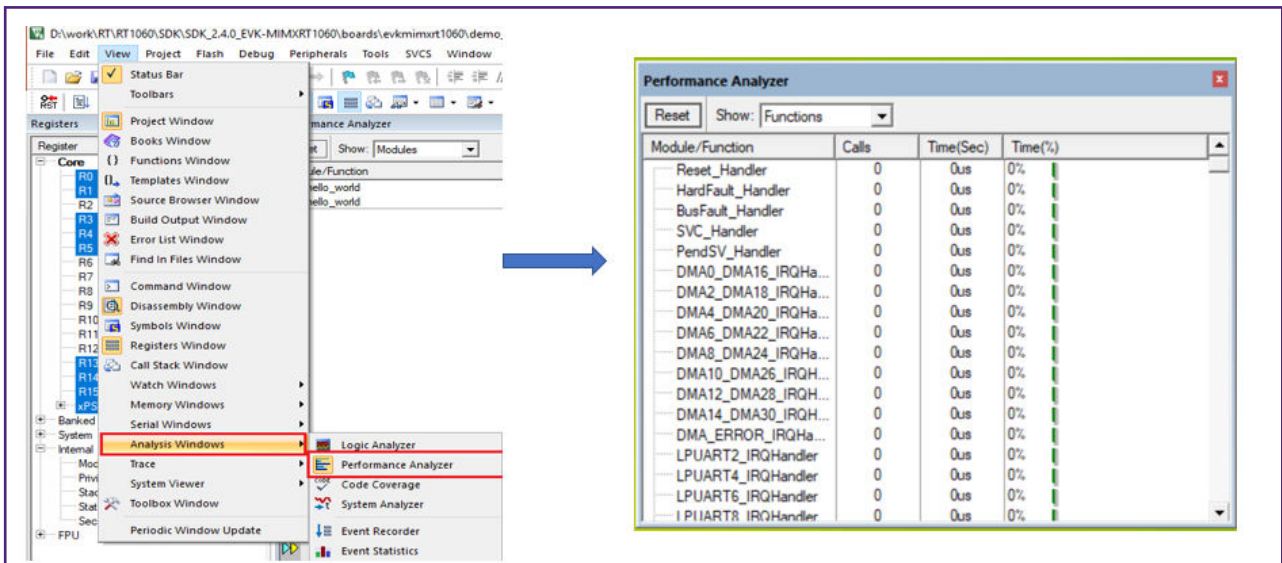 D:\work\RT\RT1060\SDK\SDK_2.4.0_EVK-MIMXRT1060\boards\evkmimxrt1060\demo_
File Edit View Project Flash Debug Peripherals Tools SVCS Window
RST
Registers
Register
Core
R0
R1
R2
R3
R4
R5
R6
R7
R8
R9
R10
R11
R12
R13
R14
R15
xPS
Banked
System
Internal
Mod
Privi
Stac
Stat
Sec
FPU
Status Bar
Toolbars
Project Window
Books Window
Functions Window
Templates Window
Source Browser Window
Build Output Window
Error List Window
Find In Files Window
Command Window
Disassembly Window
Symbols Window
Registers Window
Call Stack Window
Watch Windows
Memory Windows
Serial Windows
Analysis Windows
Trace
System Viewer
Toolbox Window
Periodic Window Update
mance Analyzer
et Show: Modules
ule/Function
ello_world
ello_world
Logic Analyzer
Performance Analyzer
Code Coverage
System Analyzer
Event Recorder
Event Statistics
Performance Analyzer
Reset Show: Functions
Module/Function Calls Time(Sec) Time(%)
Reset_Handler 0 0us 0%
HardFault_Handler 0 0us 0%
BusFault_Handler 0 0us 0%
SVC_Handler 0 0us 0%
PendSV_Handler 0 0us 0%
DMA0_DMA16_IRQHa... 0 0us 0%
DMA2_DMA18_IRQHa... 0 0us 0%
DMA4_DMA20_IRQHa... 0 0us 0%
DMA6_DMA22_IRQHa... 0 0us 0%
DMA8_DMA24_IRQHa... 0 0us 0%
DMA10_DMA26_IRQH... 0 0us 0%
DMA12_DMA28_IRQH... 0 0us 0%
DMA14_DMA30_IRQH... 0 0us 0%
DMA_ERROR_IRQHa... 0 0us 0%
LPUART2_IRQHandler 0 0us 0%
LPUART4_IRQHandler 0 0us 0%
LPUART6_IRQHandler 0 0us 0%
LPUART8_IRQHandler 0 0us 0%